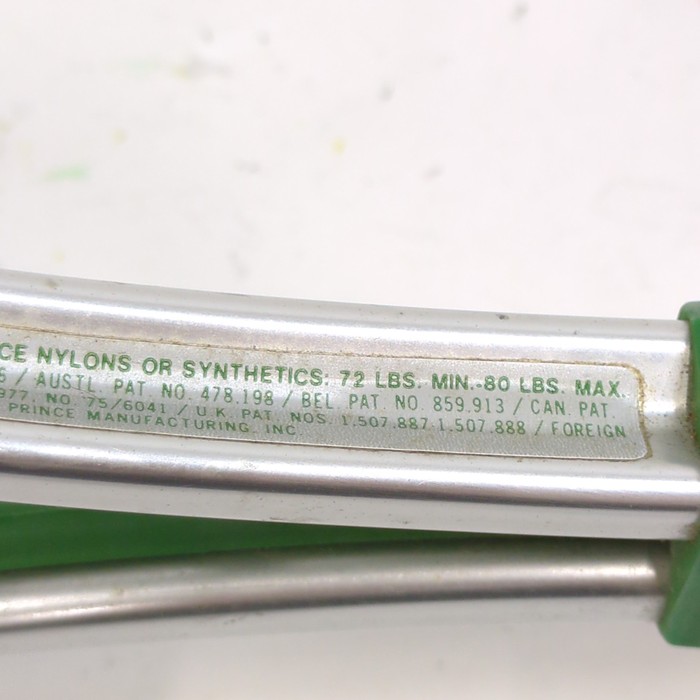 CE NYLONS OR SYNTHETICS: 72 LBS. MIN.-80 LBS. MAX.
/ AUSTL. PAT. NO. 478.198 / BEL. PAT. NO. 859.913 / CAN. PAT.
977 NO. 75/6041 / U.K. PAT. NOS. 1.507.887 1.507.888 / FOREIGN
PRINCE MANUFACTURING, INC.